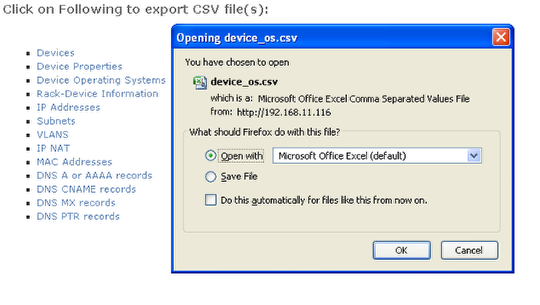 Click on Following to export CSV file(s):
Devices
Device Properties
Device Operating Systems
Rack-Device Information
IP Addresses
Subnets
VLANS
IP NAT
MAC Addresses
DNS A or AAAA records
DNS CNAME records
DNS MX records
DNS PTR records
Opening device_os.csv
You have chosen to open
device_os.csv
which is a: Microsoft Office Excel Comma Separated Values File
from: http://192.168.11.116
What should Firefox do with this file?
Open with Microsoft Office Excel (default)
Save File
Do this automatically for files like this from now on.
OK Cancel